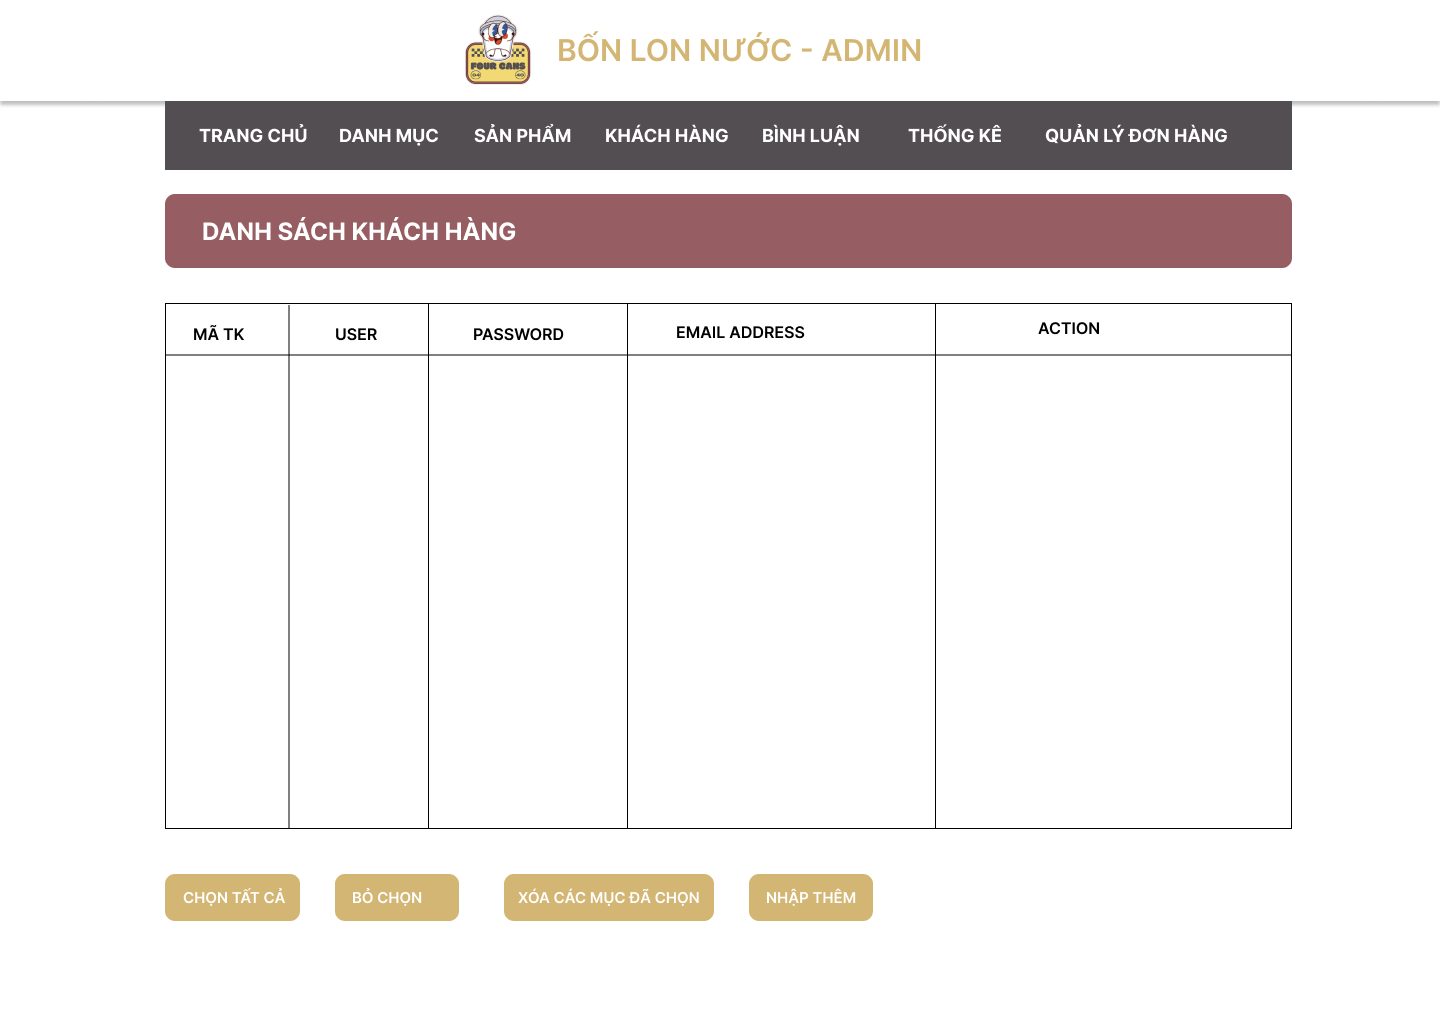 FOUR CANS
BỐN LON NƯỚC - ADMIN
TRANG CHỦ DANH MỤC SẢN PHẨM KHÁCH HÀNG BÌNH LUẬN THỐNG KÊ QUẢN LÝ ĐƠN HÀNG
DANH SÁCH KHÁCH HÀNG
MÃ TK USER PASSWORD EMAIL ADDRESS ACTION
CHỌN TẤT CẢ BỎ CHỌN XÓA CÁC MỤC ĐÃ CHỌN NHẬP THÊM